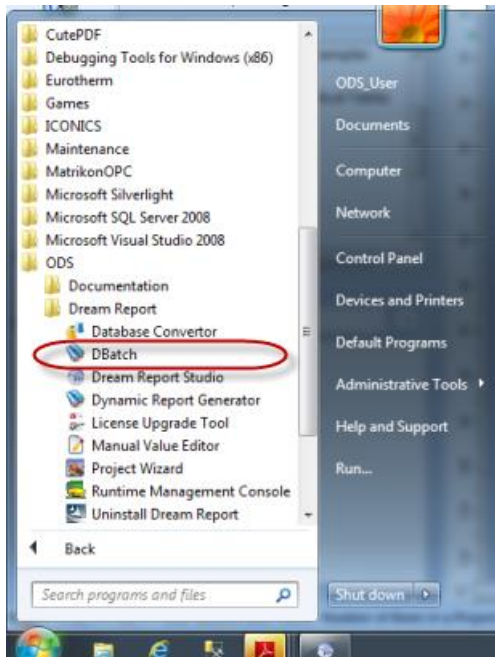 CutePDF
Debugging Tools for Windows (x86)
Eurotherm
Games
ICONICS
Maintenance
MatrikonOPC
Microsoft Silverlight
Microsoft SQL Server 2008
Microsoft Visual Studio 2008
ODS
Documentation
Dream Report
Database Convertor
DBatch
Dream Report Studio
Dynamic Report Generator
License Upgrade Tool
Manual Value Editor
Project Wizard
Runtime Management Console
Uninstall Dream Report
Back
Search programs and files
ODS_User
Documents
Computer
Network
Control Panel
Devices and Printers
Default Programs
Administrative Tools
Help and Support
Run...
Shut down